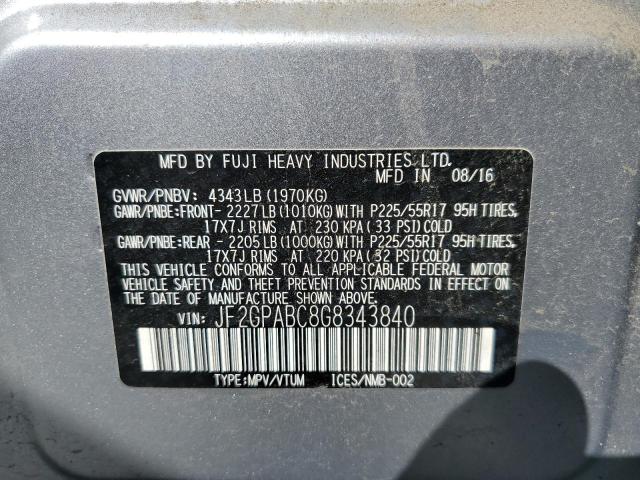 MFD BY FUJI HEAVY INDUSTRIES LTD.
MFD IN 08/16
GVWR/PNBV: 4343LB (1970KG)
GAWR/PNBE:FRONT- 2227LB (1010KG) WITH P225/55R17 95H TIRES,
17X7J RIMS AT 230 KPA (33 PSI) COLD
GAWR/PNBE:REAR - 2205LB (1000KG) WITH P225/55R17 95H TIRES,
17X7J RIMS AT 220 KPA (32 PSI) COLD
THIS VEHICLE CONFORMS TO ALL APPLICABLE FEDERAL MOTOR
VEHICLE SAFETY AND THEFT PREVENTION STANDARDS IN EFFECT ON
THE DATE OF MANUFACTURE SHOWN ABOVE.
VIN: JF2GPABC8G8343840
TYPE:MPV/VTUM ICES/NMB-002